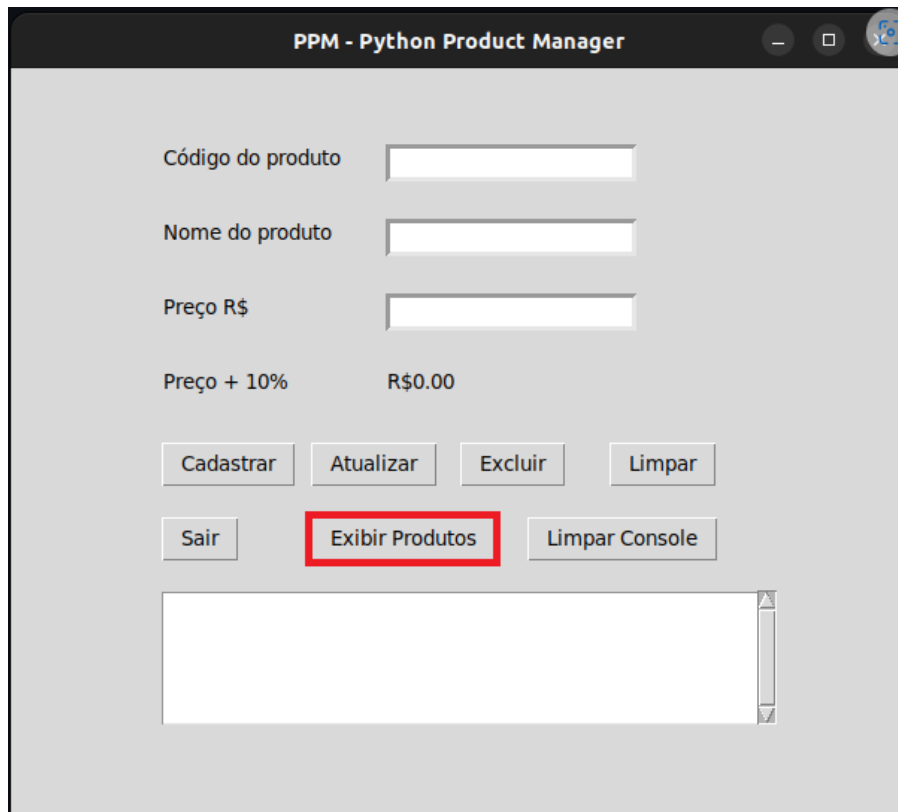 PPM - Python Product Manager
Código do produto
Nome do produto
Preço R$
Preço + 10% R$0.00
Cadastrar Atualizar Excluir Limpar
Sair Exibir Produtos Limpar Console